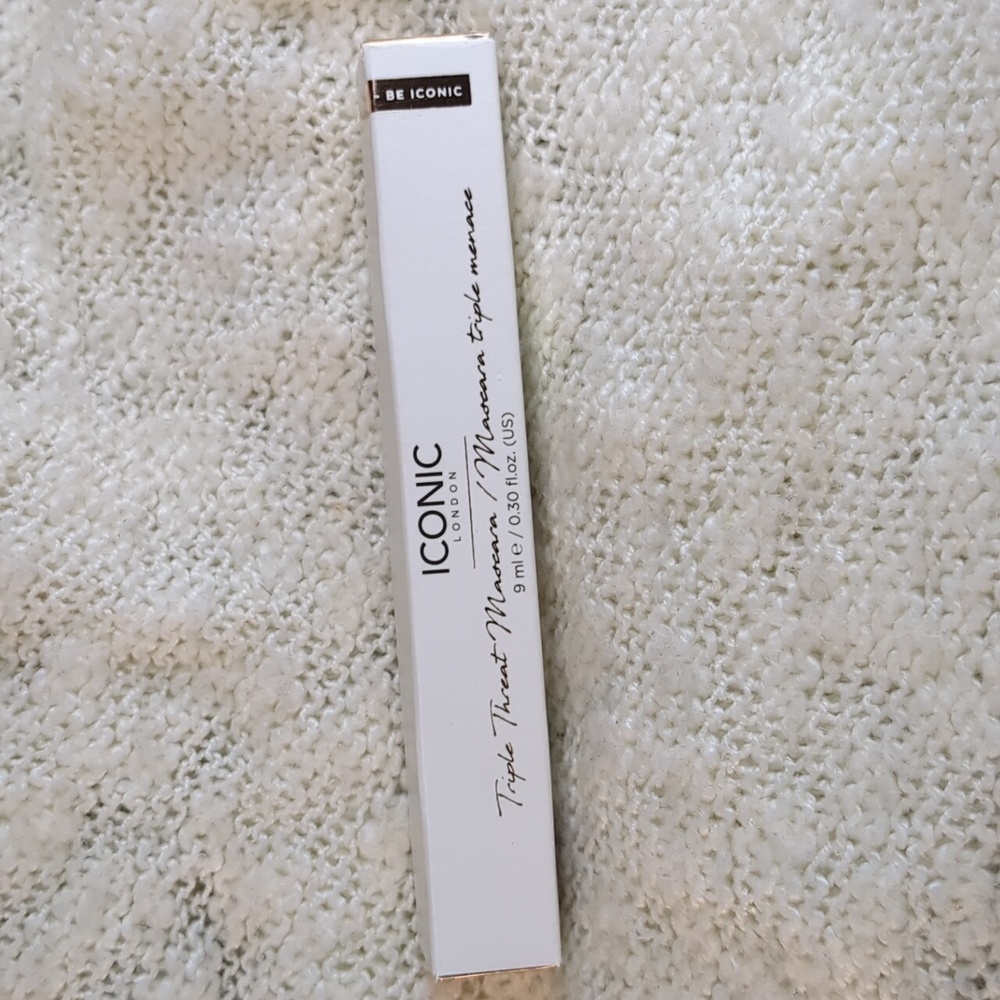 BE ICONIC
ICONIC
LONDON
Triple Threat Mascara / Mascara triple menace
9 ml e / 0.30 fl.oz. (US)